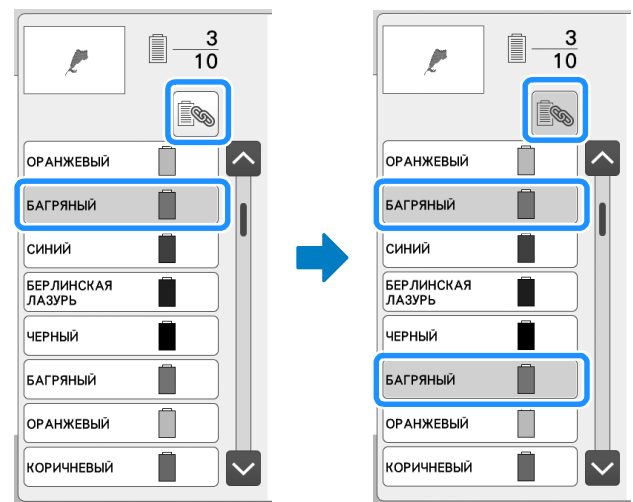 3
10
ОРАНЖЕВЫЙ
БАГРЯНЫЙ
СИНИЙ
БЕРЛИНСКАЯ
ЛАЗУРЬ
ЧЕРНЫЙ
БАГРЯНЫЙ
ОРАНЖЕВЫЙ
КОРИЧНЕВЫЙ
3
10
ОРАНЖЕВЫЙ
БАГРЯНЫЙ
СИНИЙ
БЕРЛИНСКАЯ
ЛАЗУРЬ
ЧЕРНЫЙ
БАГРЯНЫЙ
ОРАНЖЕВЫЙ
КОРИЧНЕВЫЙ